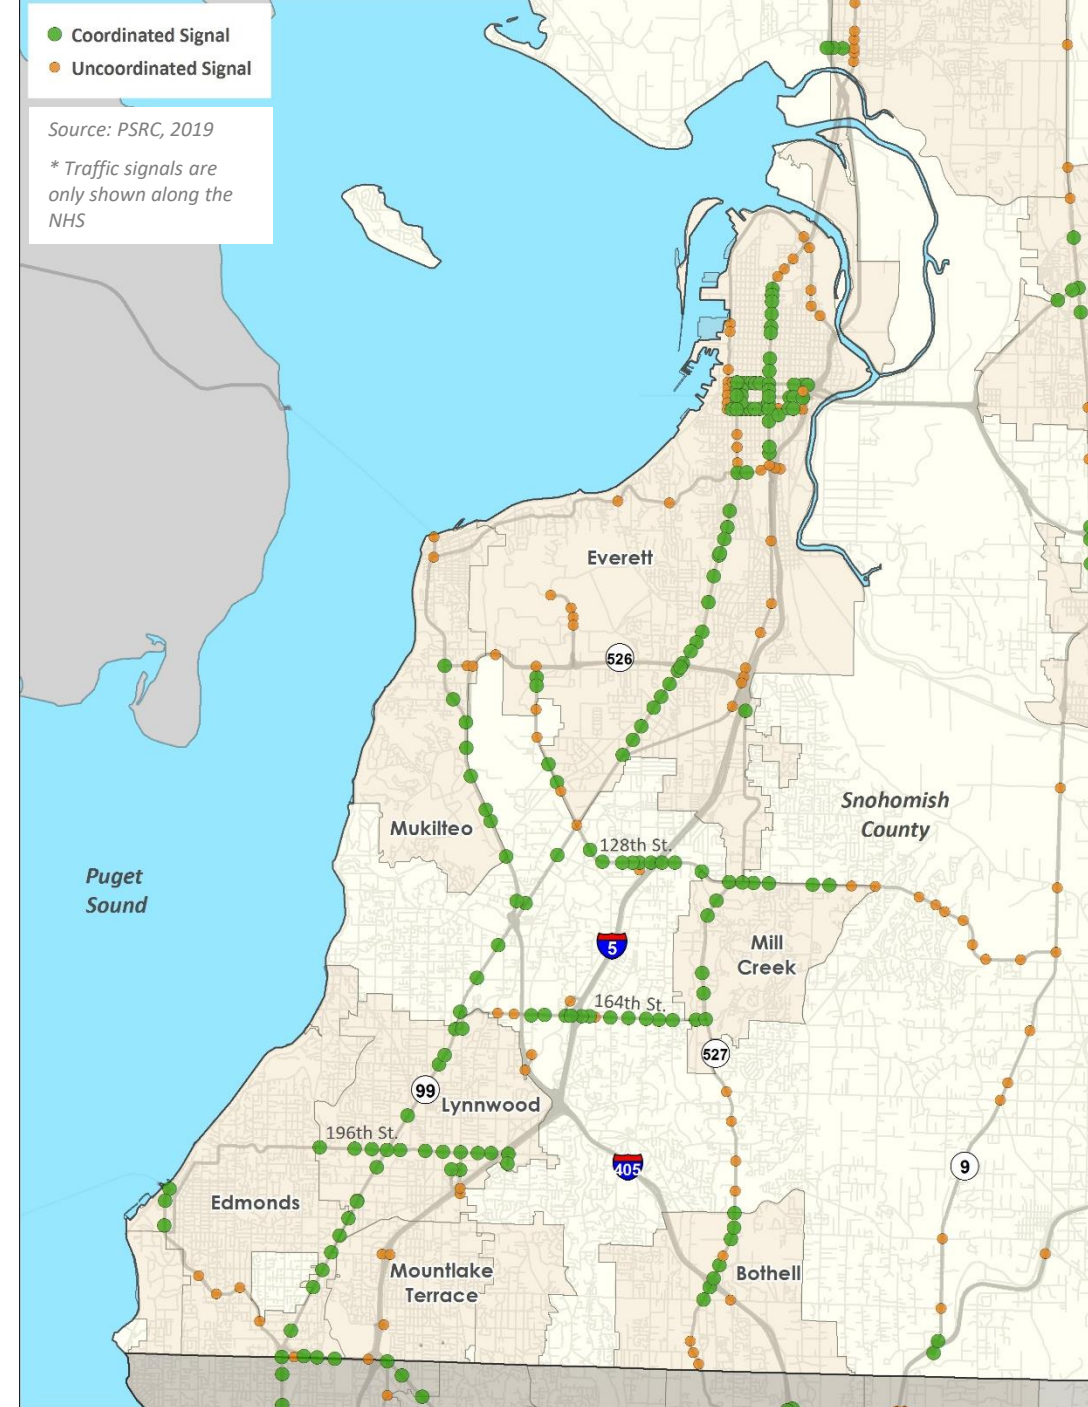 Coordinated Signal
Uncoordinated Signal
Source: PSRC, 2019
* Traffic signals are
only shown along the
NHS
Everett
526
Snohomish
County
Mukilteo
128th St.
Puget
Sound
5
Mill
Creek
164th St.
527
99
Lynnwood
196th St.
405
9
Edmonds
Mountlake
Terrace
Bothell